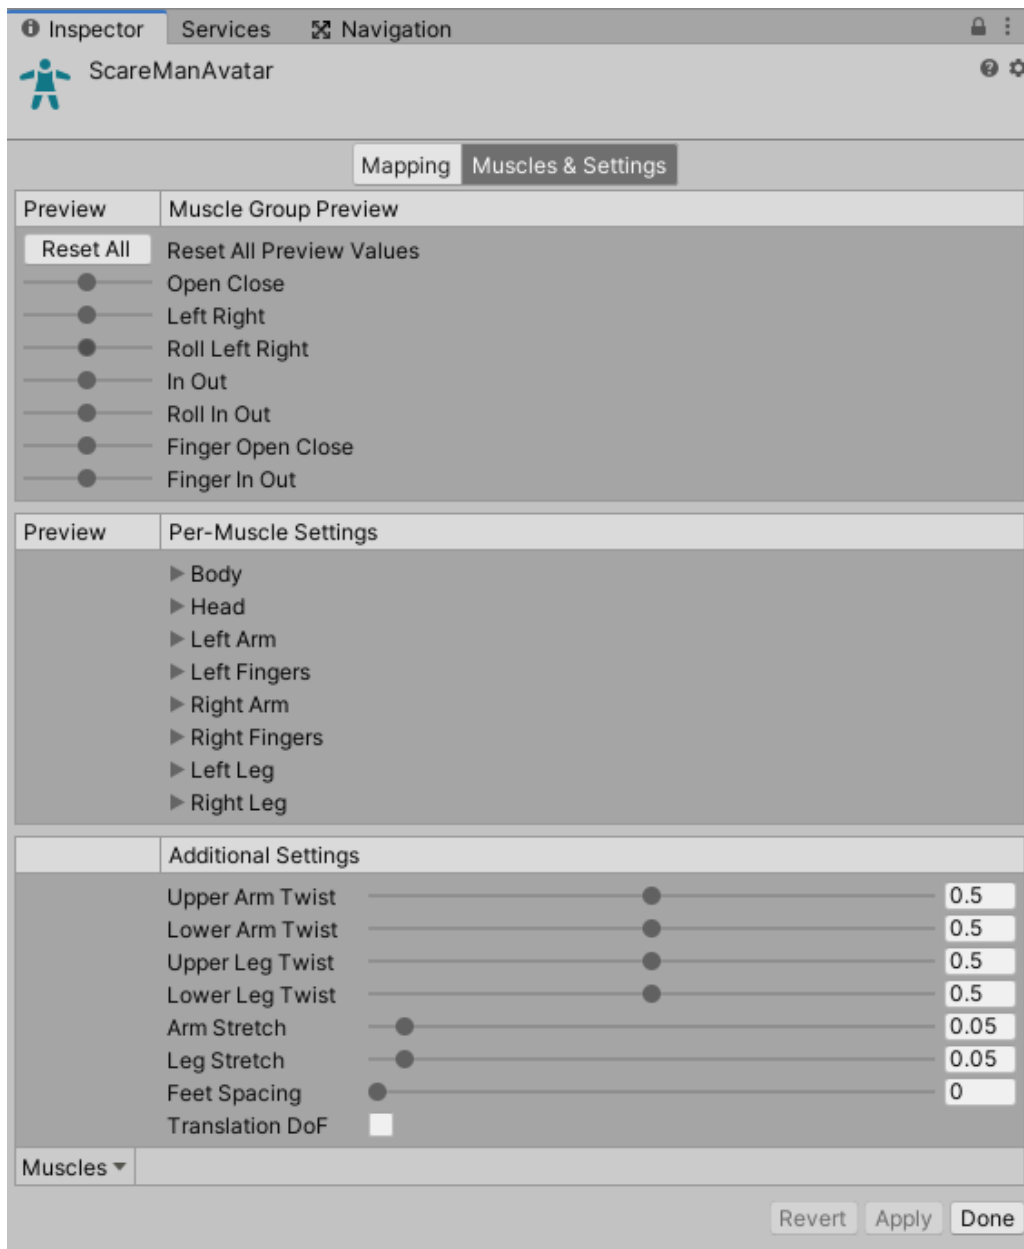 Inspector Services Navigation
ScareManAvatar
Mapping Muscles & Settings
Preview Muscle Group Preview
Reset All Reset All Preview Values
Open Close
Left Right
Roll Left Right
In Out
Roll In Out
Finger Open Close
Finger In Out
Preview Per-Muscle Settings
Body
Head
Left Arm
Left Fingers
Right Arm
Right Fingers
Left Leg
Right Leg
Additional Settings
Upper Arm Twist 0.5
Lower Arm Twist 0.5
Upper Leg Twist 0.5
Lower Leg Twist 0.5
Arm Stretch 0.05
Leg Stretch 0.05
Feet Spacing 0
Translation DoF
Muscles
Revert Apply Done